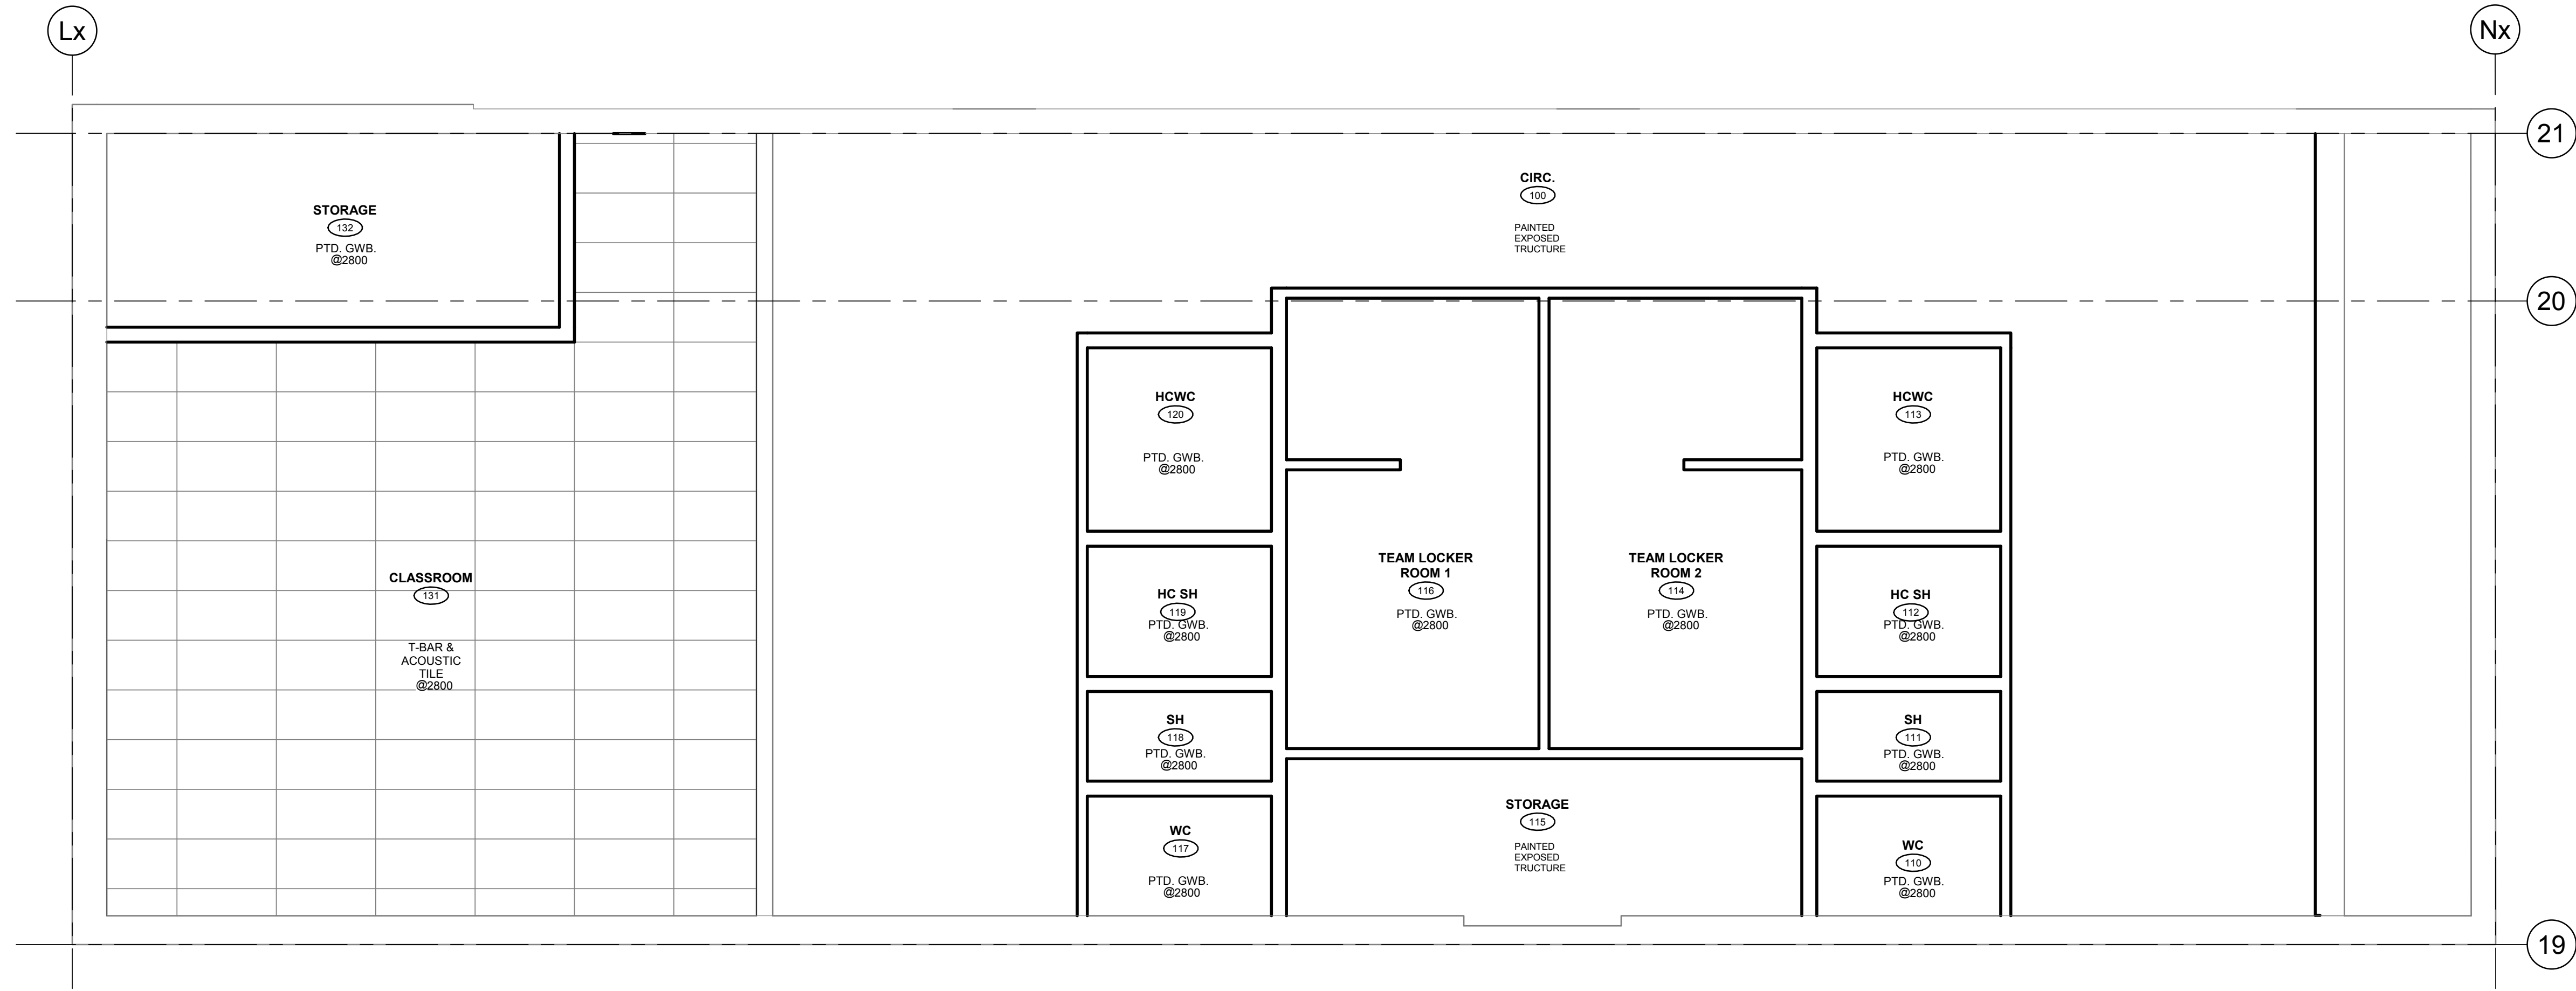 Lx
Nx
21
CIRC.
100
PAINTED
EXPOSED
TRUCTURE
STORAGE
132
PTD. GWB.
@2800
20
HCWC
120
PTD. GWB.
@2800
HCWC
113
PTD. GWB.
@2800
TEAM LOCKER
ROOM 1
116
PTD. GWB.
@2800
TEAM LOCKER
ROOM 2
114
PTD. GWB.
@2800
CLASSROOM
131
T-BAR &
ACOUSTIC
TILE
@2800
HC SH
119
PTD. GWB.
@2800
HC SH
112
PTD. GWB.
@2800
SH
118
PTD. GWB.
@2800
SH
111
PTD. GWB.
@2800
STORAGE
115
PAINTED
EXPOSED
TRUCTURE
WC
117
PTD. GWB.
@2800
WC
110
PTD. GWB.
@2800
19